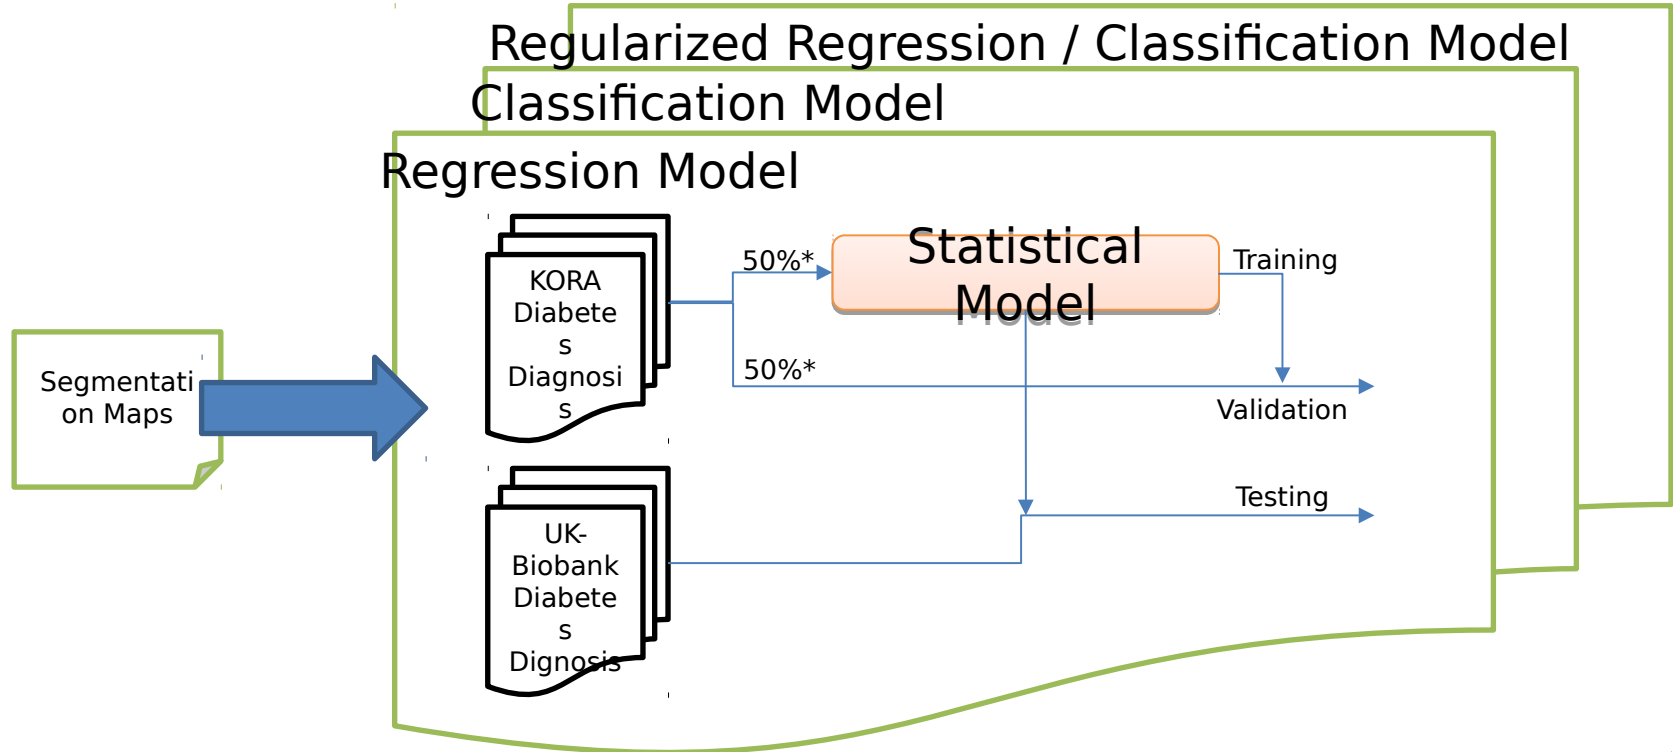 Regularized Regression / Classification Model
Classification Model
Regression Model
Statistical
Model
50%*
Training
KORA
Diabete
s
Diagnosi
s
50%*
Validation
Segmentati
on Maps
Testing
UK-
Biobank
Diabete
s
Dignosis